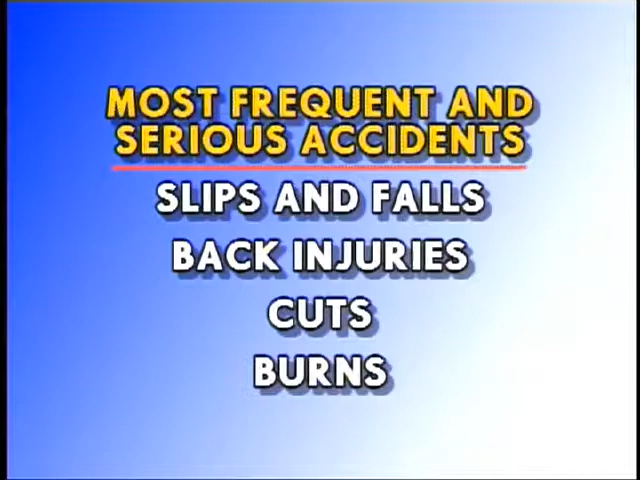 MOST FREQUENT AND
SERIOUS ACCIDENTS
SLIPS AND FALLS
BACK INJURIES
CUTS
BURNS